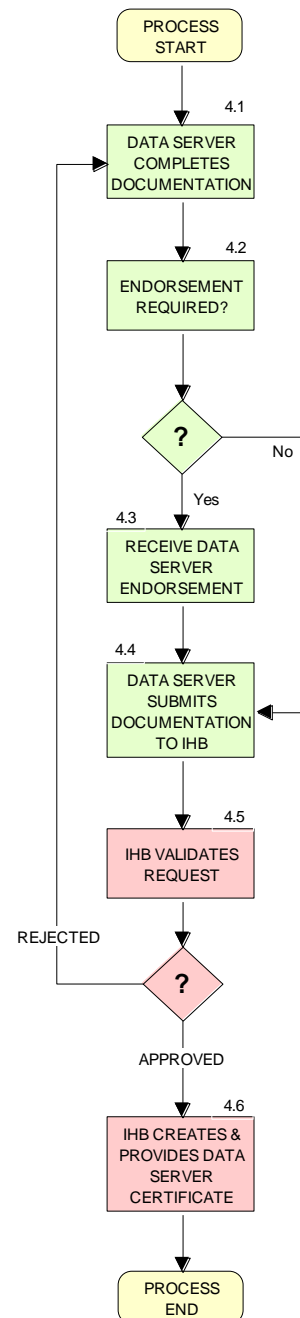 PROCESS
START
4.1
DATA SERVER
COMPLETES
DOCUMENTATION
4.2
ENDORSEMENT
REQUIRED?
?
No
Yes
4.3
RECEIVE DATA
SERVER
ENDORSEMENT
4.4
DATA SERVER
SUBMITS
DOCUMENTATION
TO IHB
4.5
IHB VALIDATES
REQUEST
REJECTED
?
APPROVED
4.6
IHB CREATES &
PROVIDES DATA
SERVER
CERTIFICATE
PROCESS
END